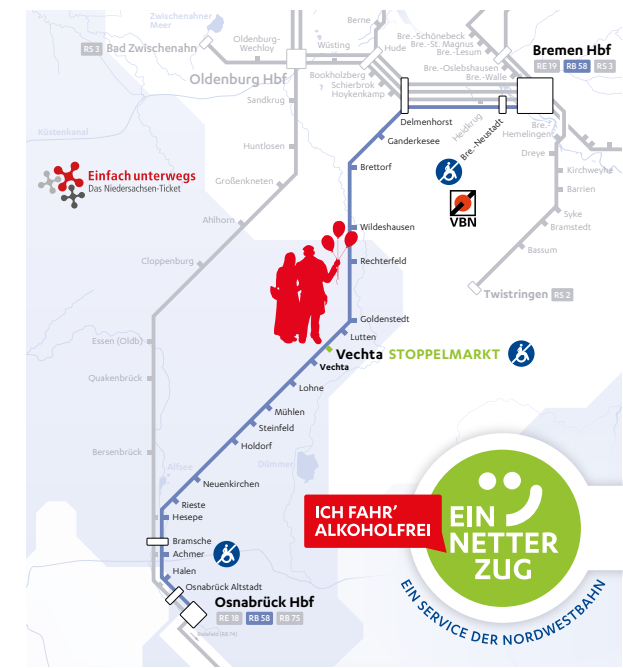 Zwischenahner
Meer
RS 3 Bad Zwischenahn
Oldenburg-
Wechloy
Wüsting
Berne
Hude
Bre.-Schönebeck
Bre.-St. Magnus
Bre.-Lesum
Bre.-Oslebshausen
Bre.-Walle
Bremen Hbf
RE 19 RB 58 RS 3
Oldenburg Hbf
Bookholzberg
Schierbrok
Hoykenkamp
Sandkrug
Delmenhorst
Heidkrug
Bre.-Neustadt
Bre.-
Hemelingen
Küstenkanal
Ganderkesee
Huntlosen
Dreye
Kirchweyhe
Brettorf
Einfach unterwegs
Das Niedersachsen-Ticket
Großenkneten
Barrien
VBN
Syke
Bramstedt
Ahlhorn
Wildeshausen
Bassum
Cloppenburg
Rechterfeld
Twistringen RS 2
Goldenstedt
Lutten
Essen (Oldb)
Vechta STOPPELMARKT
Vechta
Quakenbrück
Lohne
Mühlen
Steinfeld
Holdorf
Bersenbrück
Alfsee
Dümmer
Neuenkirchen
Rieste
Hesepe
ICH FAHR’
ALKOHOLFREI
EIN
NETTER
ZUG
Bramsche
Achmer
Halen
Osnabrück Altstadt
Osnabrück Hbf
RE 18 RB 58 RB 75
Bielefeld (RB 74)
EIN SERVICE DER NORDWESTBAHN